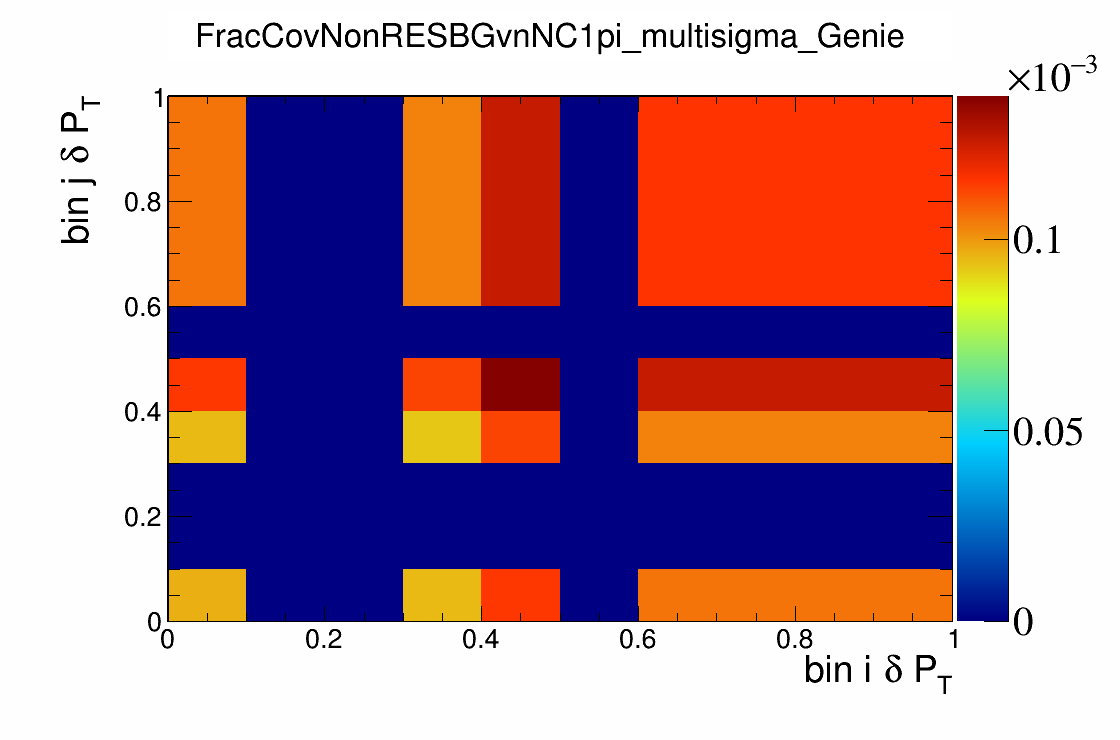 FracCovNonRESBGvnNC1pi_multisigma_Genie
×10⁻³
bin j δ P_T
1
0.8
0.6
0.4
0.2
0
0 0.2 0.4 0.6 0.8 1
bin i δ P_T
0.1
0.05
0